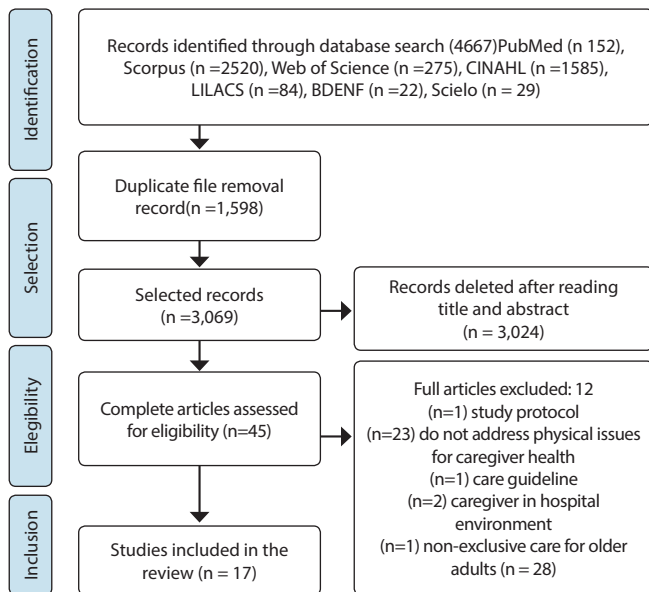 Identification
Records identified through database search (4667)PubMed (n 152),
Scorpus (n =2520), Web of Science (n =275), CINAHL (n =1585),
LILACS (n =84), BDENF (n =22), Scielo (n = 29)
Selection
Duplicate file removal
record(n =1,598)
Selected records
(n =3,069)
Records deleted after reading
title and abstract
(n = 3,024)
Elegibility
Complete articles assessed
for eligibility (n=45)
Full articles excluded: 12
(n=1) study protocol
(n=23) do not address physical issues
for caregiver health
(n=1) care guideline
(n=2) caregiver in hospital
environment
(n=1) non-exclusive care for older
adults (n = 28)
Inclusion
Studies included in the
review (n = 17)